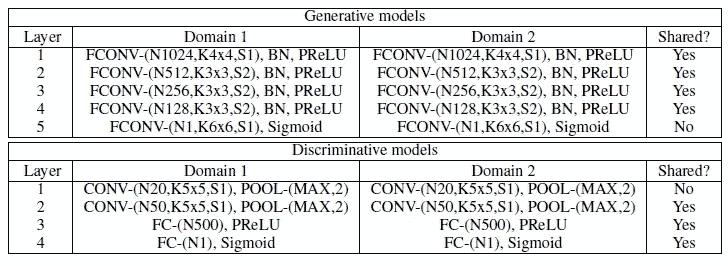 Generative models
Layer Domain 1 Domain 2 Shared?
1 FCONV-(N1024,K4x4,S1), BN, PReLU FCONV-(N1024,K4x4,S1), BN, PReLU Yes
2 FCONV-(N512,K3x3,S2), BN, PReLU FCONV-(N512,K3x3,S2), BN, PReLU Yes
3 FCONV-(N256,K3x3,S2), BN, PReLU FCONV-(N256,K3x3,S2), BN, PReLU Yes
4 FCONV-(N128,K3x3,S2), BN, PReLU FCONV-(N128,K3x3,S2), BN, PReLU Yes
5 FCONV-(N1,K6x6,S1), Sigmoid FCONV-(N1,K6x6,S1), Sigmoid No
Discriminative models
Layer Domain 1 Domain 2 Shared?
1 CONV-(N20,K5x5,S1), POOL-(MAX,2) CONV-(N20,K5x5,S1), POOL-(MAX,2) No
2 CONV-(N50,K5x5,S1), POOL-(MAX,2) CONV-(N50,K5x5,S1), POOL-(MAX,2) Yes
3 FC-(N500), PReLU FC-(N500), PReLU Yes
4 FC-(N1), Sigmoid FC-(N1), Sigmoid Yes